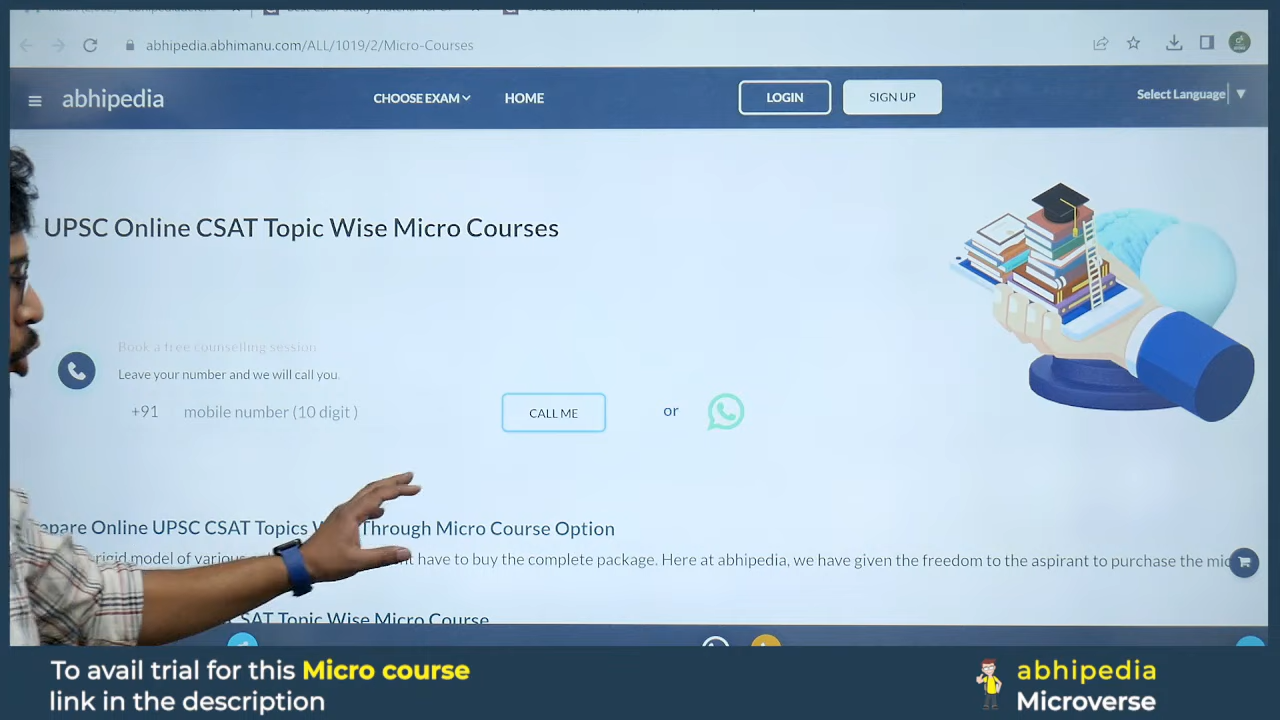 abhipedia.abhimanu.com/ALL/1019/2/Micro-Courses
abhipedia
CHOOSE EXAM
HOME
LOGIN
SIGN UP
Select Language
UPSC Online CSAT Topic Wise Micro Courses
Book a free counselling session
Leave your number and we will call you.
+91 mobile number (10 digit )
CALL ME
or
epare Online UPSC CSAT Topics W Through Micro Course Option
rigid model of various have to buy the complete package. Here at abhipedia, we have given the freedom to the aspirant to purchase the mic
SAT Topic Wise Micro Course
To avail trial for this Micro course
link in the description
abhipedia
Microverse